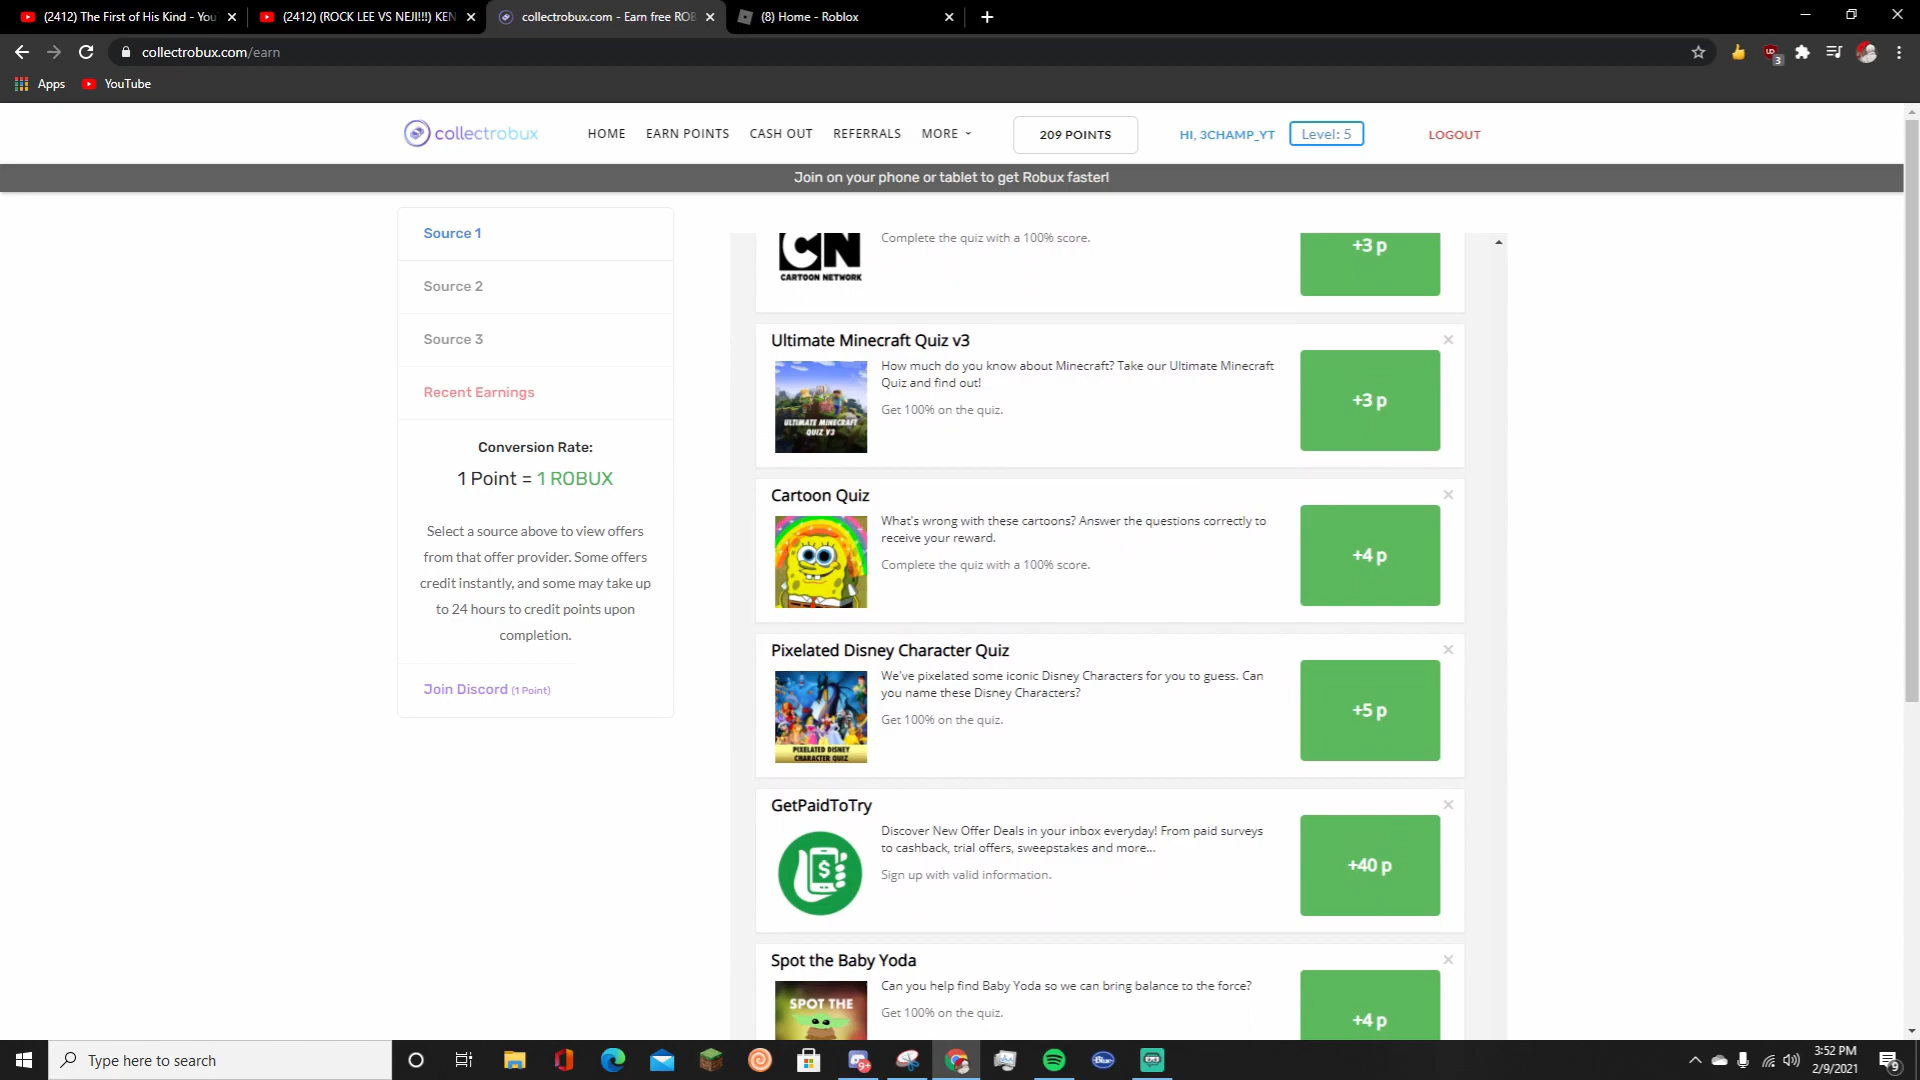 (2412) The First of His Kind - You
(2412) (ROCK LEE VS NEJI!!!) KEN
collectrobux.com - Earn free ROB
(8) Home - Roblox
collectrobux.com/earn
3
Apps
YouTube
collectrobux
HOME
EARN POINTS
CASH OUT
REFERRALS
MORE
209 POINTS
HI, 3CHAMP_YT
Level: 5
LOGOUT
Join on your phone or tablet to get Robux faster!
Source 1
Source 2
Source 3
Recent Earnings
Conversion Rate:
1 Point = 1 ROBUX
Select a source above to view offers
from that offer provider. Some offers
credit instantly, and some may take up
to 24 hours to credit points upon
completion.
Join Discord (1 Point)
CN
CARTOON NETWORK
Complete the quiz with a 100% score.
+3 p
Ultimate Minecraft Quiz v3
ULTIMATE MINECRAFT
QUIZ V3
How much do you know about Minecraft? Take our Ultimate Minecraft
Quiz and find out!
Get 100% on the quiz.
+3 p
Cartoon Quiz
What's wrong with these cartoons? Answer the questions correctly to
receive your reward.
Complete the quiz with a 100% score.
+4 p
Pixelated Disney Character Quiz
PIXELATED DISNEY
CHARACTER QUIZ
We've pixelated some iconic Disney Characters for you to guess. Can
you name these Disney Characters?
Get 100% on the quiz.
+5 p
GetPaidToTry
Discover New Offer Deals in your inbox everyday! From paid surveys
to cashback, trial offers, sweepstakes and more...
Sign up with valid information.
+40 p
Spot the Baby Yoda
SPOT THE
Can you help find Baby Yoda so we can bring balance to the force?
Get 100% on the quiz.
+4 p
Type here to search
9+
Blue
3:52 PM
2/9/2021
9